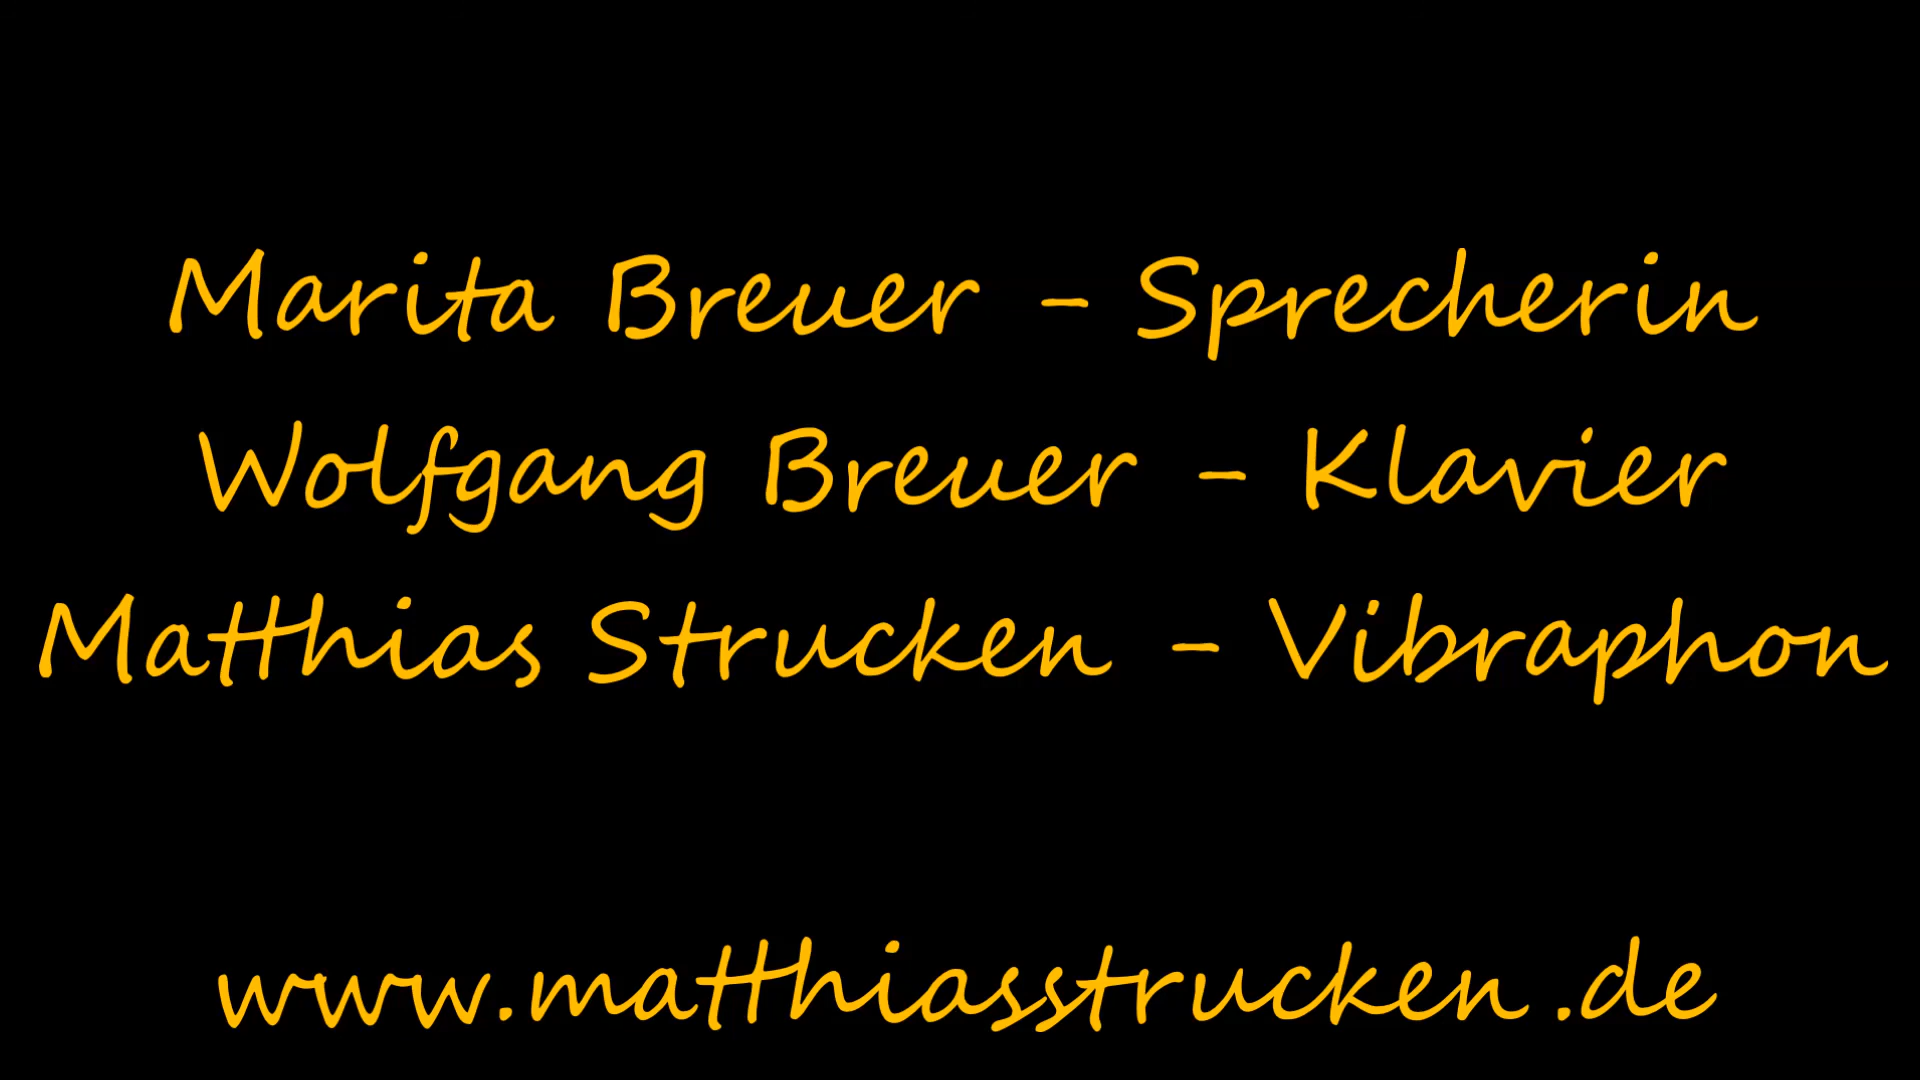 Marita Breuer - Sprecherin
Wolfgang Breuer - Klavier
Matthias Strucken - Vibraphon
www.matthiasstrucken.de